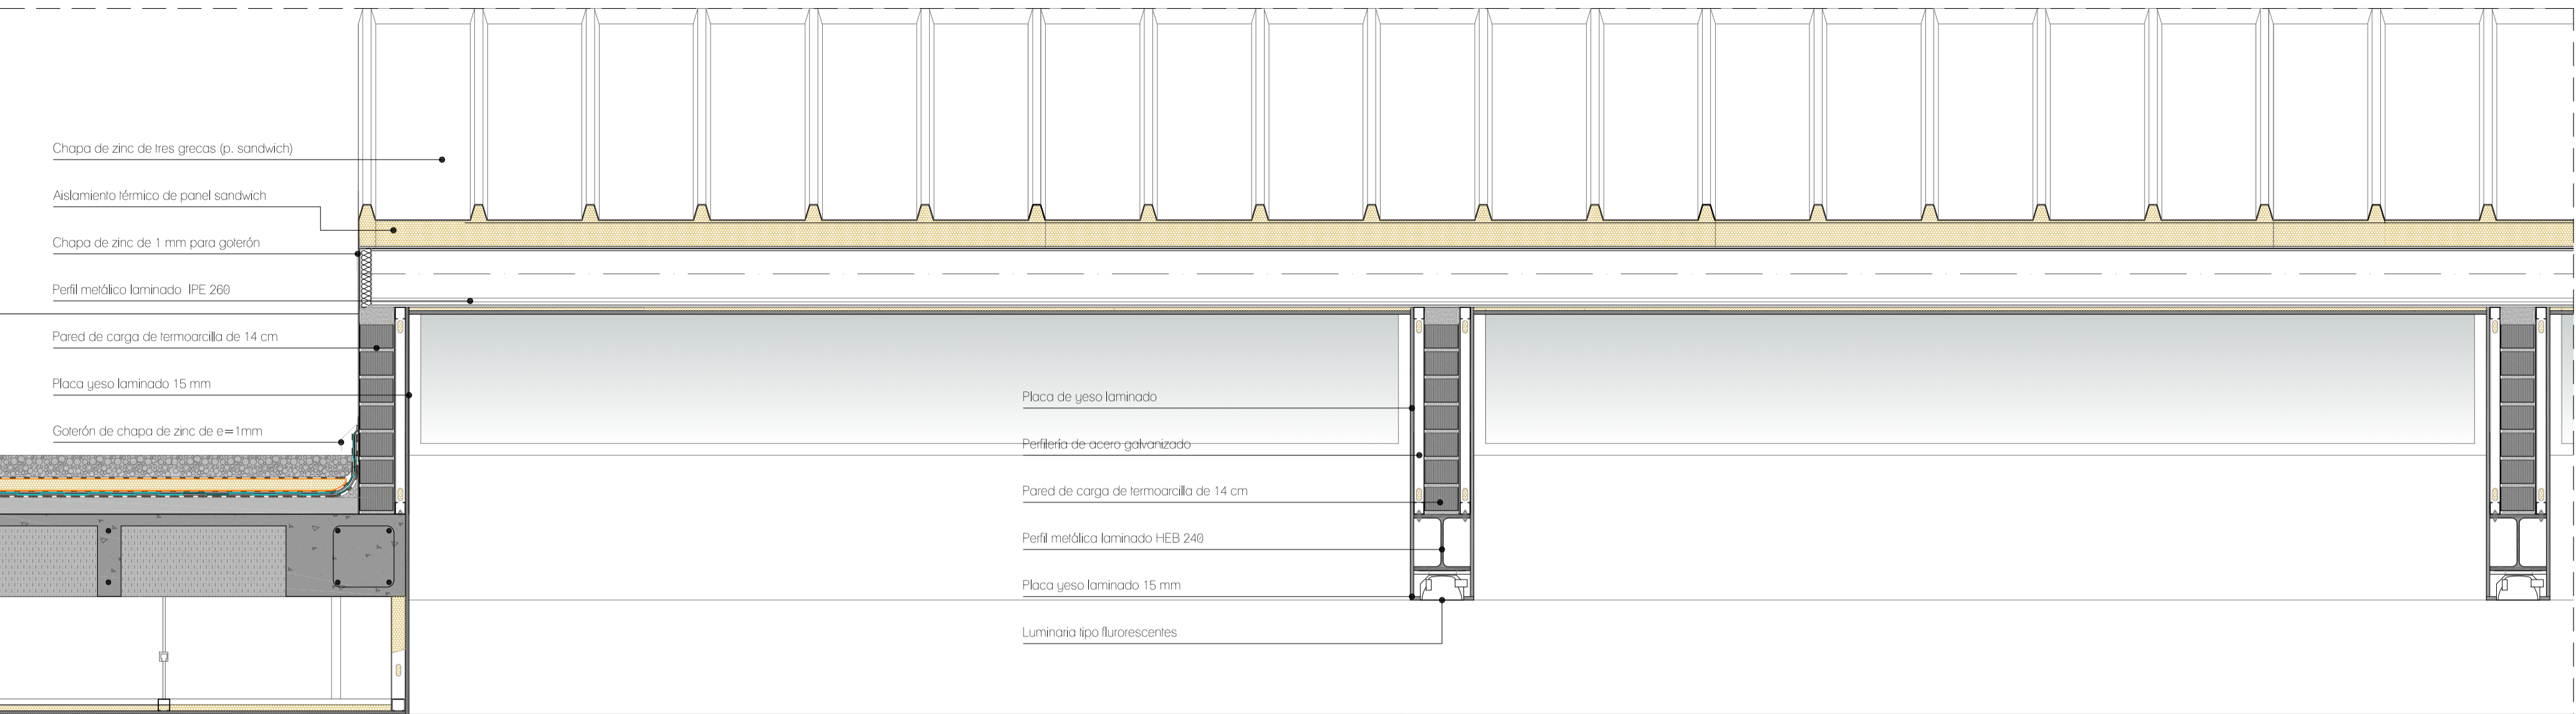 Chapa de zinc de tres grecas (p. sandwich)
Aislamiento térmico de panel sandwich
Chapa de zinc de 1 mm para goterón
Perfil metálico laminado IPE 260
Pared de carga de termoarcilla de 14 cm
Placa yeso laminado 15 mm
Goterón de chapa de zinc de e=1mm
Placa de yeso laminado
Perfilería de acero galvanizado
Pared de carga de termoarcilla de 14 cm
Perfil metálica laminado HEB 240
Placa yeso laminado 15 mm
Luminaria tipo flurorescentes